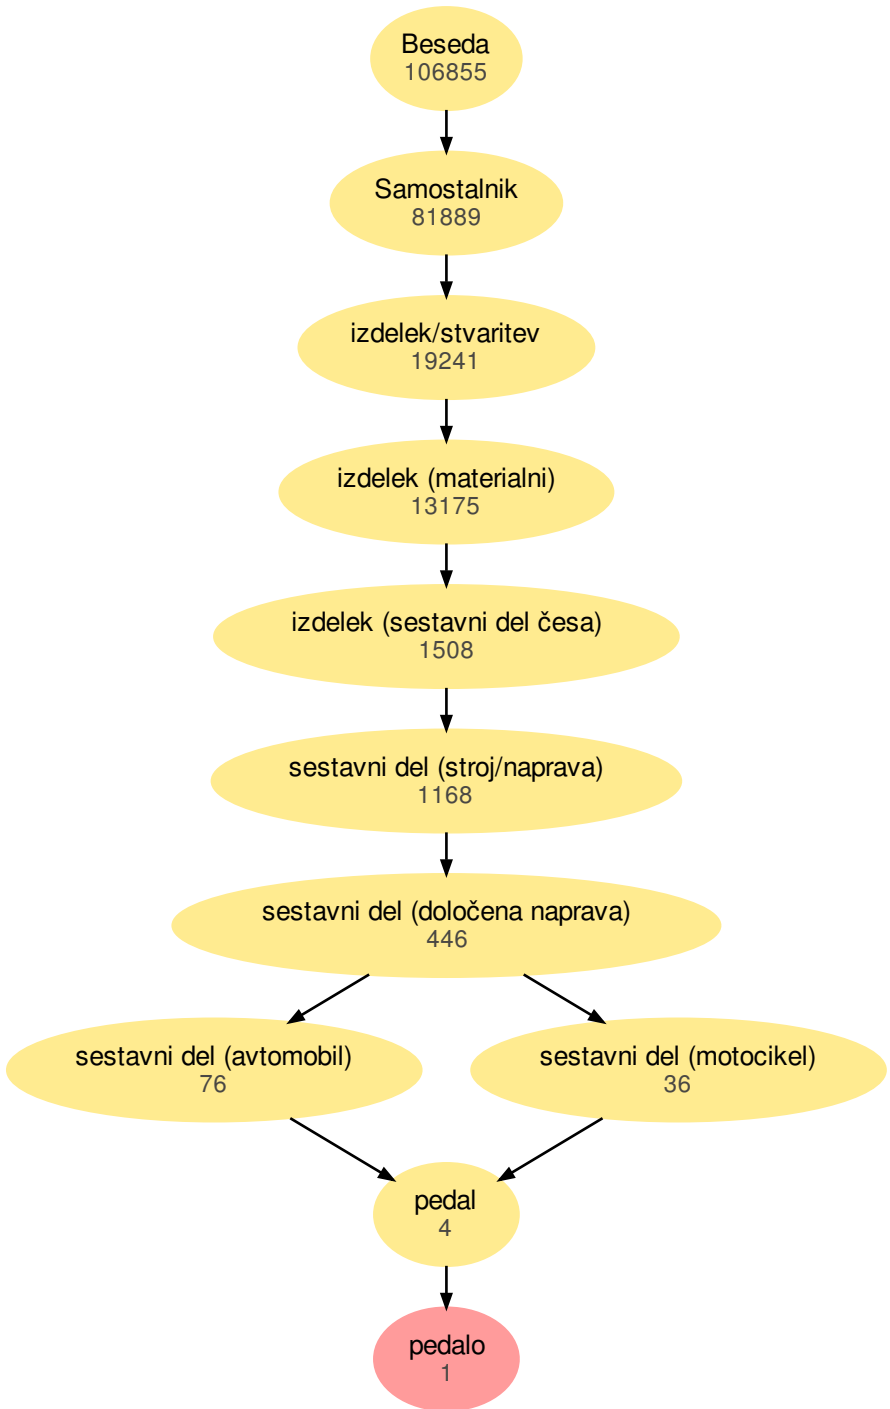 Beseda
106855
Samostalnik
81889
izdelek/stvaritev
19241
izdelek (materialni)
13175
izdelek (sestavni del česa)
1508
sestavni del (stroj/naprava)
1168
sestavni del (določena naprava)
446
sestavni del (avtomobil)
76
sestavni del (motocikel)
36
pedal
4
pedalo
1